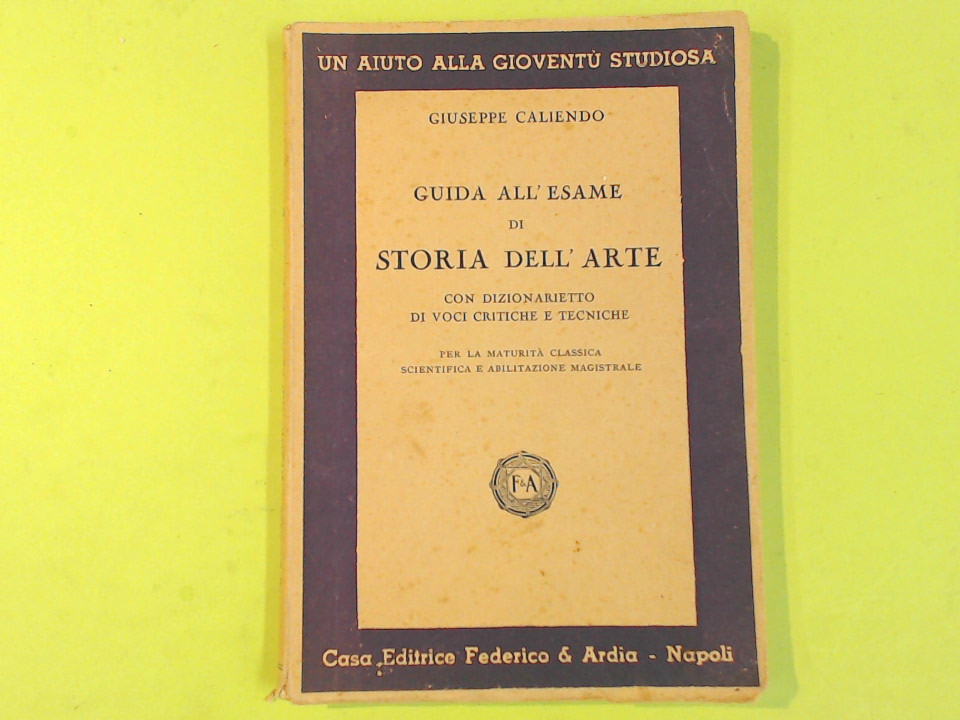 UN AIUTO ALLA GIOVENTÙ STUDIOSA
GIUSEPPE CALIENDO
GUIDA ALL'ESAME
DI
STORIA DELL'ARTE
CON DIZIONARIETTO
DI VOCI CRITICHE E TECNICHE
PER LA MATURITÀ CLASSICA
SCIENTIFICA E ABILITAZIONE MAGISTRALE
F&A
Casa Editrice Federico & Ardia - Napoli